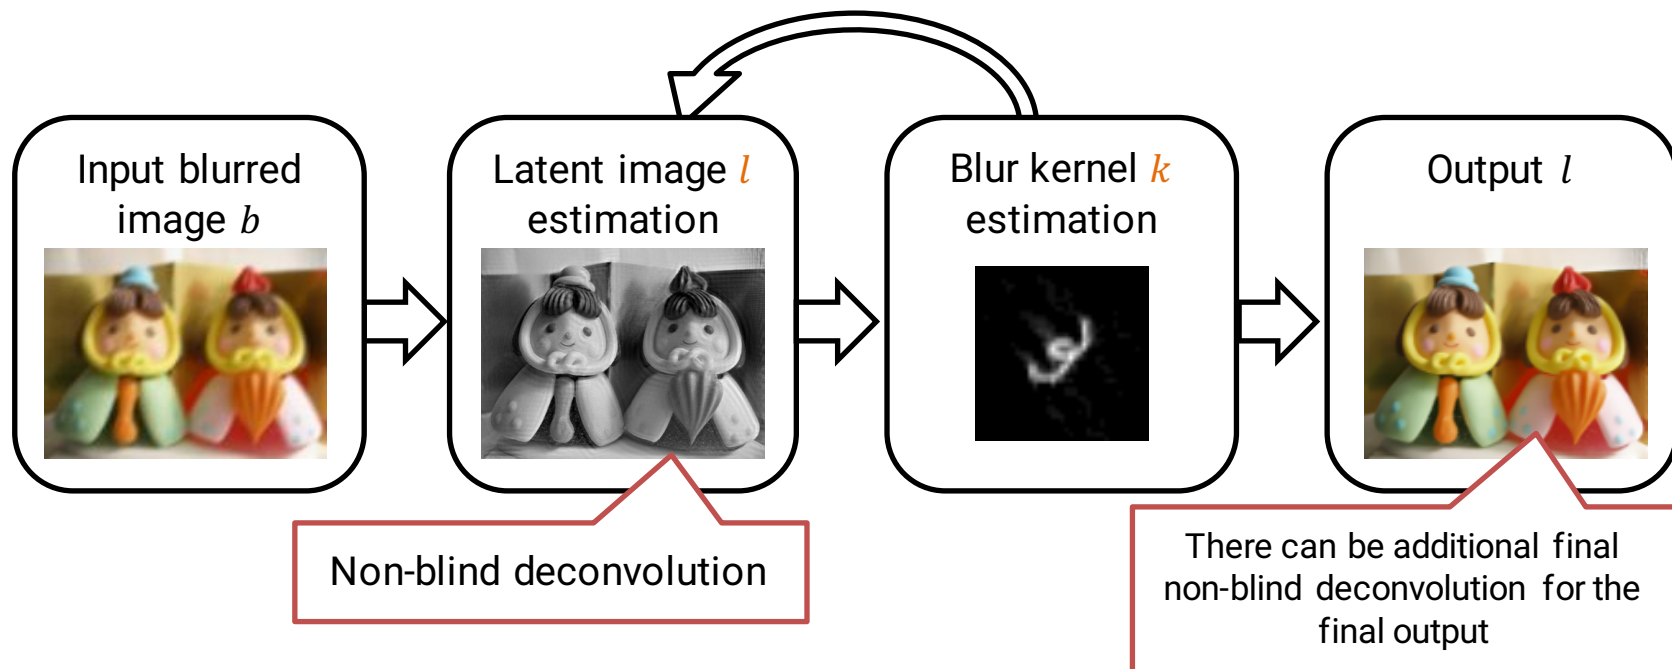 Input blurred
image b
Latent image l
estimation
Blur kernel k
estimation
Output l
Non-blind deconvolution
There can be additional final
non-blind deconvolution for the
final output